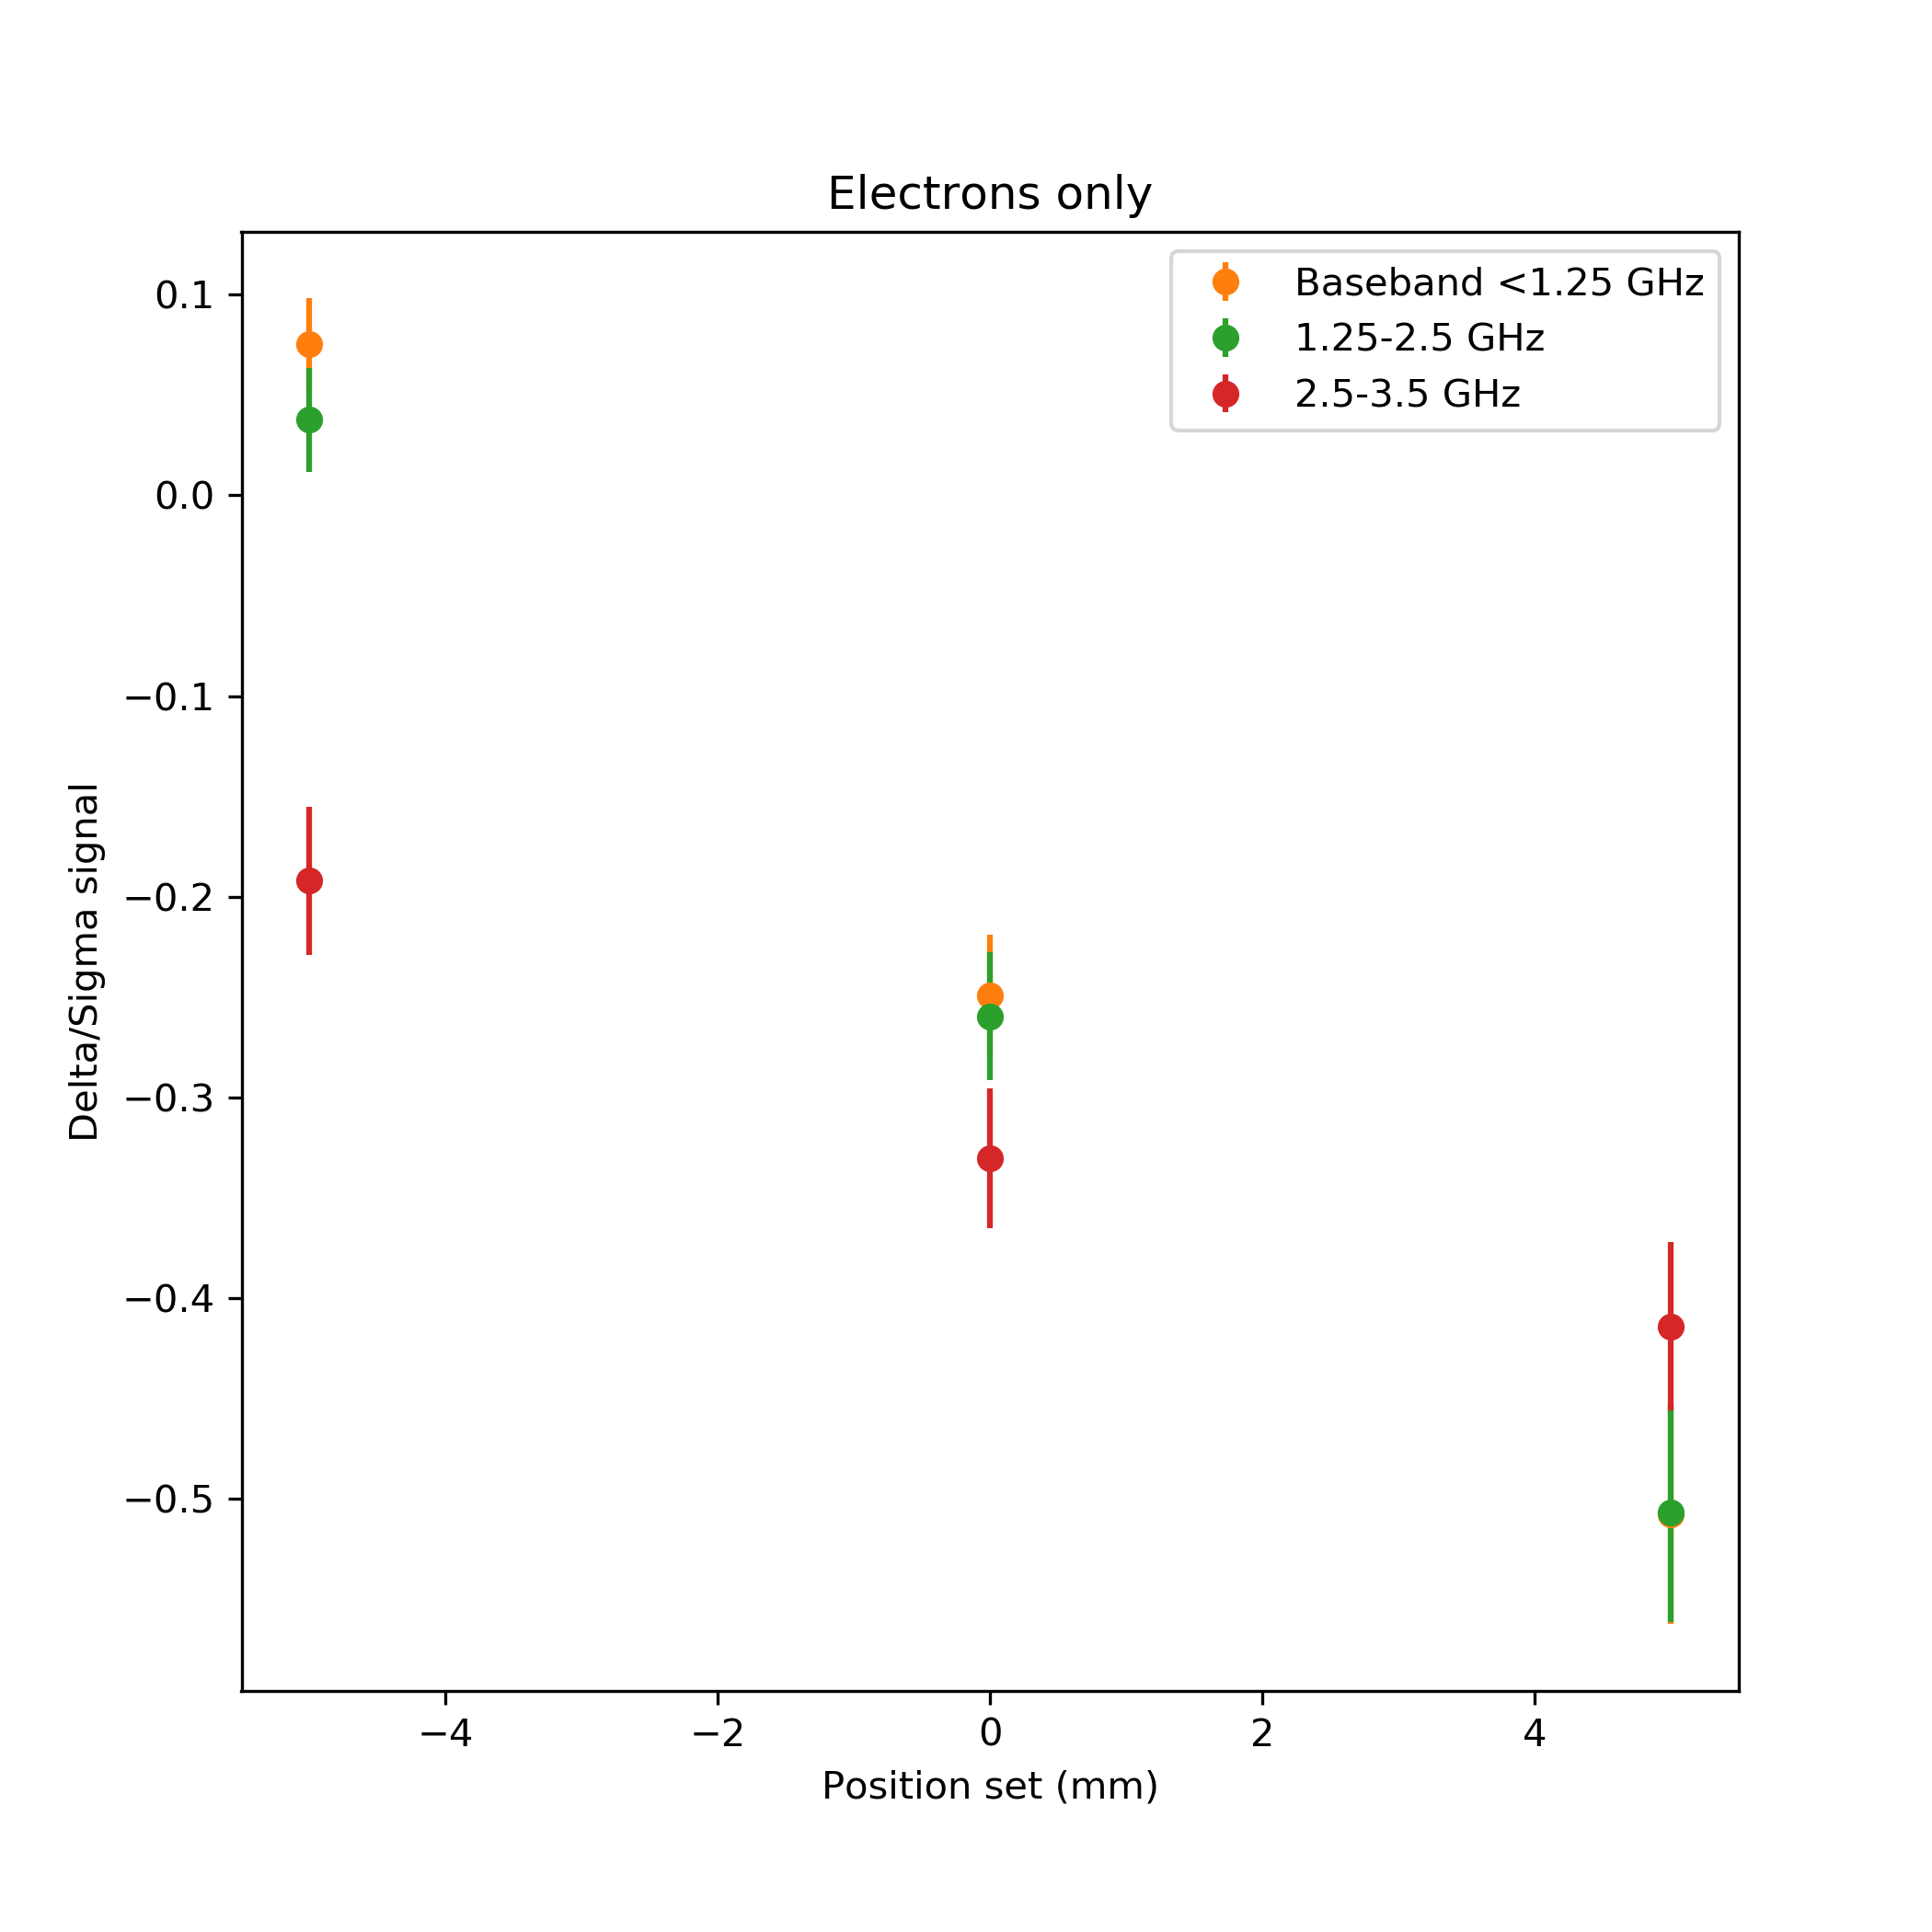 Electrons only
Baseband <1.25 GHz
1.25-2.5 GHz
2.5-3.5 GHz
0.1
0.0
−0.1
−0.2
−0.3
−0.4
−0.5
Delta/Sigma signal
−4 −2 0 2 4
Position set (mm)